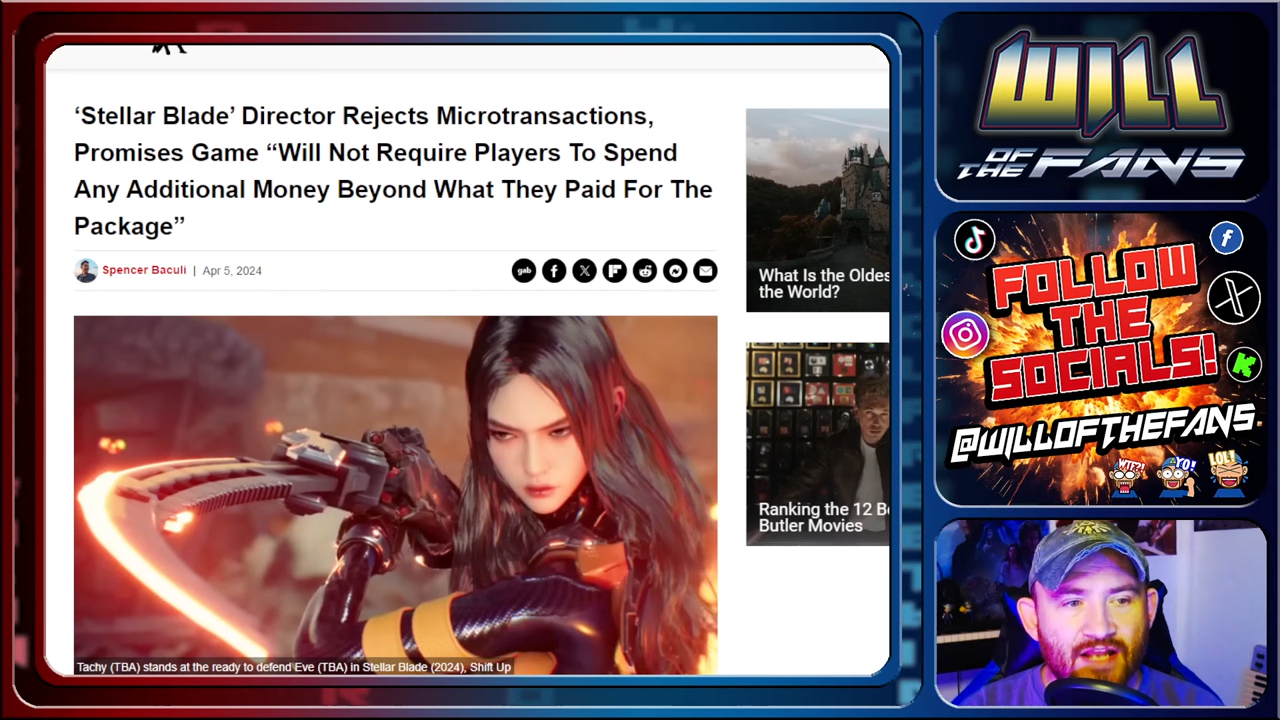 ‘Stellar Blade’ Director Rejects Microtransactions,
Promises Game “Will Not Require Players To Spend
Any Additional Money Beyond What They Paid For The
Package”
Spencer Baculi | Apr 5, 2024
gab
What Is the Oldes
the World?
Ranking the 12 B
Butler Movies
Tachy (TBA) stands at the ready to defend Eve (TBA) in Stellar Blade (2024), Shift Up
WILL
OF THE FANS
FOLLOW
THE
SOCIALS!
@WILLOFTHEFANS
WTF?!
YO!
LOL!